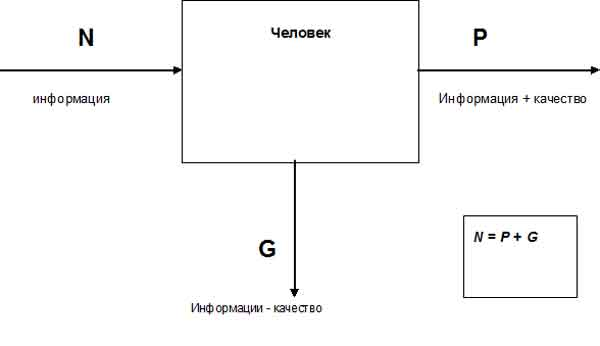 Человек
N
P
информация
Информация + качество
N = P + G
G
Информации - качество